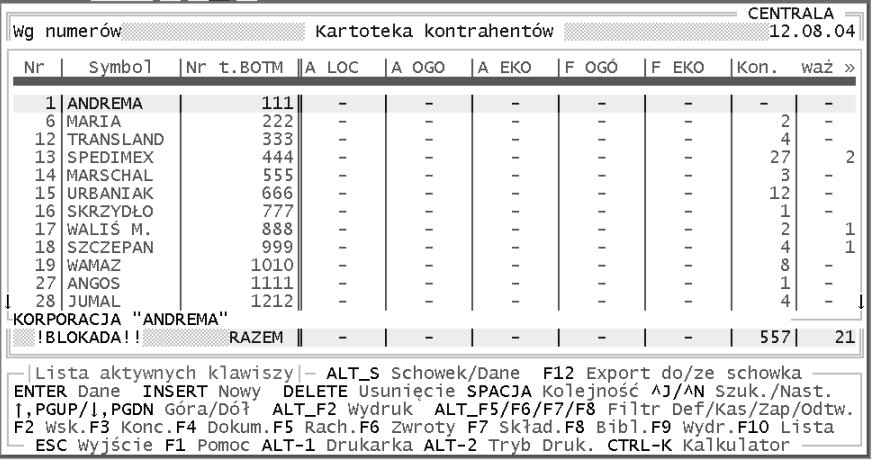 CENTRALA
Wg numerów Kartoteka kontrahentów 12.08.04
Nr | Symbol |Nr t.BOTM ||A LOC |A OGO |A EKO |F OGÓ |F EKO |Kon. waż »
1 |ANDREMA | 111|| - | - | - | - | - | - | -
6 |MARIA | 222|| - | - | - | - | - | 2| -
12|TRANSLAND | 333|| - | - | - | - | - | 4| -
13|SPEDIMEX | 444|| - | - | - | - | - | 27| 2
14|MARSCHAL | 555|| - | - | - | - | - | 3| -
15|URBANIAK | 666|| - | - | - | - | - | 12| -
16|SKRZYDŁO | 777|| - | - | - | - | - | 1| -
17|WALIŚ M. | 888|| - | - | - | - | - | 2| 1
18|SZCZEPAN | 999|| - | - | - | - | - | 4| 1
19|WAMAZ | 1010|| - | - | - | - | - | 8| -
27|ANGOS | 1111|| - | - | - | - | - | 1| -
↓ 28|JUMAL | 1212|| - | - | - | - | - | 4| - ↓
KORPORACJA "ANDREMA"
!BLOKADA!! RAZEM || - | - | - | - | - | 557| 21
|Lista aktywnych klawiszy|— ALT_S Schowek/Dane F12 Export do/ze schowka
ENTER Dane INSERT Nowy DELETE Usunięcie SPACJA Kolejność ^J/^N Szuk./Nast.
↑,PGUP/↓,PGDN Góra/Dół ALT_F2 Wydruk ALT_F5/F6/F7/F8 Filtr Def/Kas/Zap/Odtw.
F2 Wsk.F3 Konc.F4 Dokum.F5 Rach.F6 Zwroty F7 Skład.F8 Bibl.F9 Wydr.F10 Lista
ESC Wyjście F1 Pomoc ALT-1 Drukarka ALT-2 Tryb Druk. CTRL-K Kalkulator